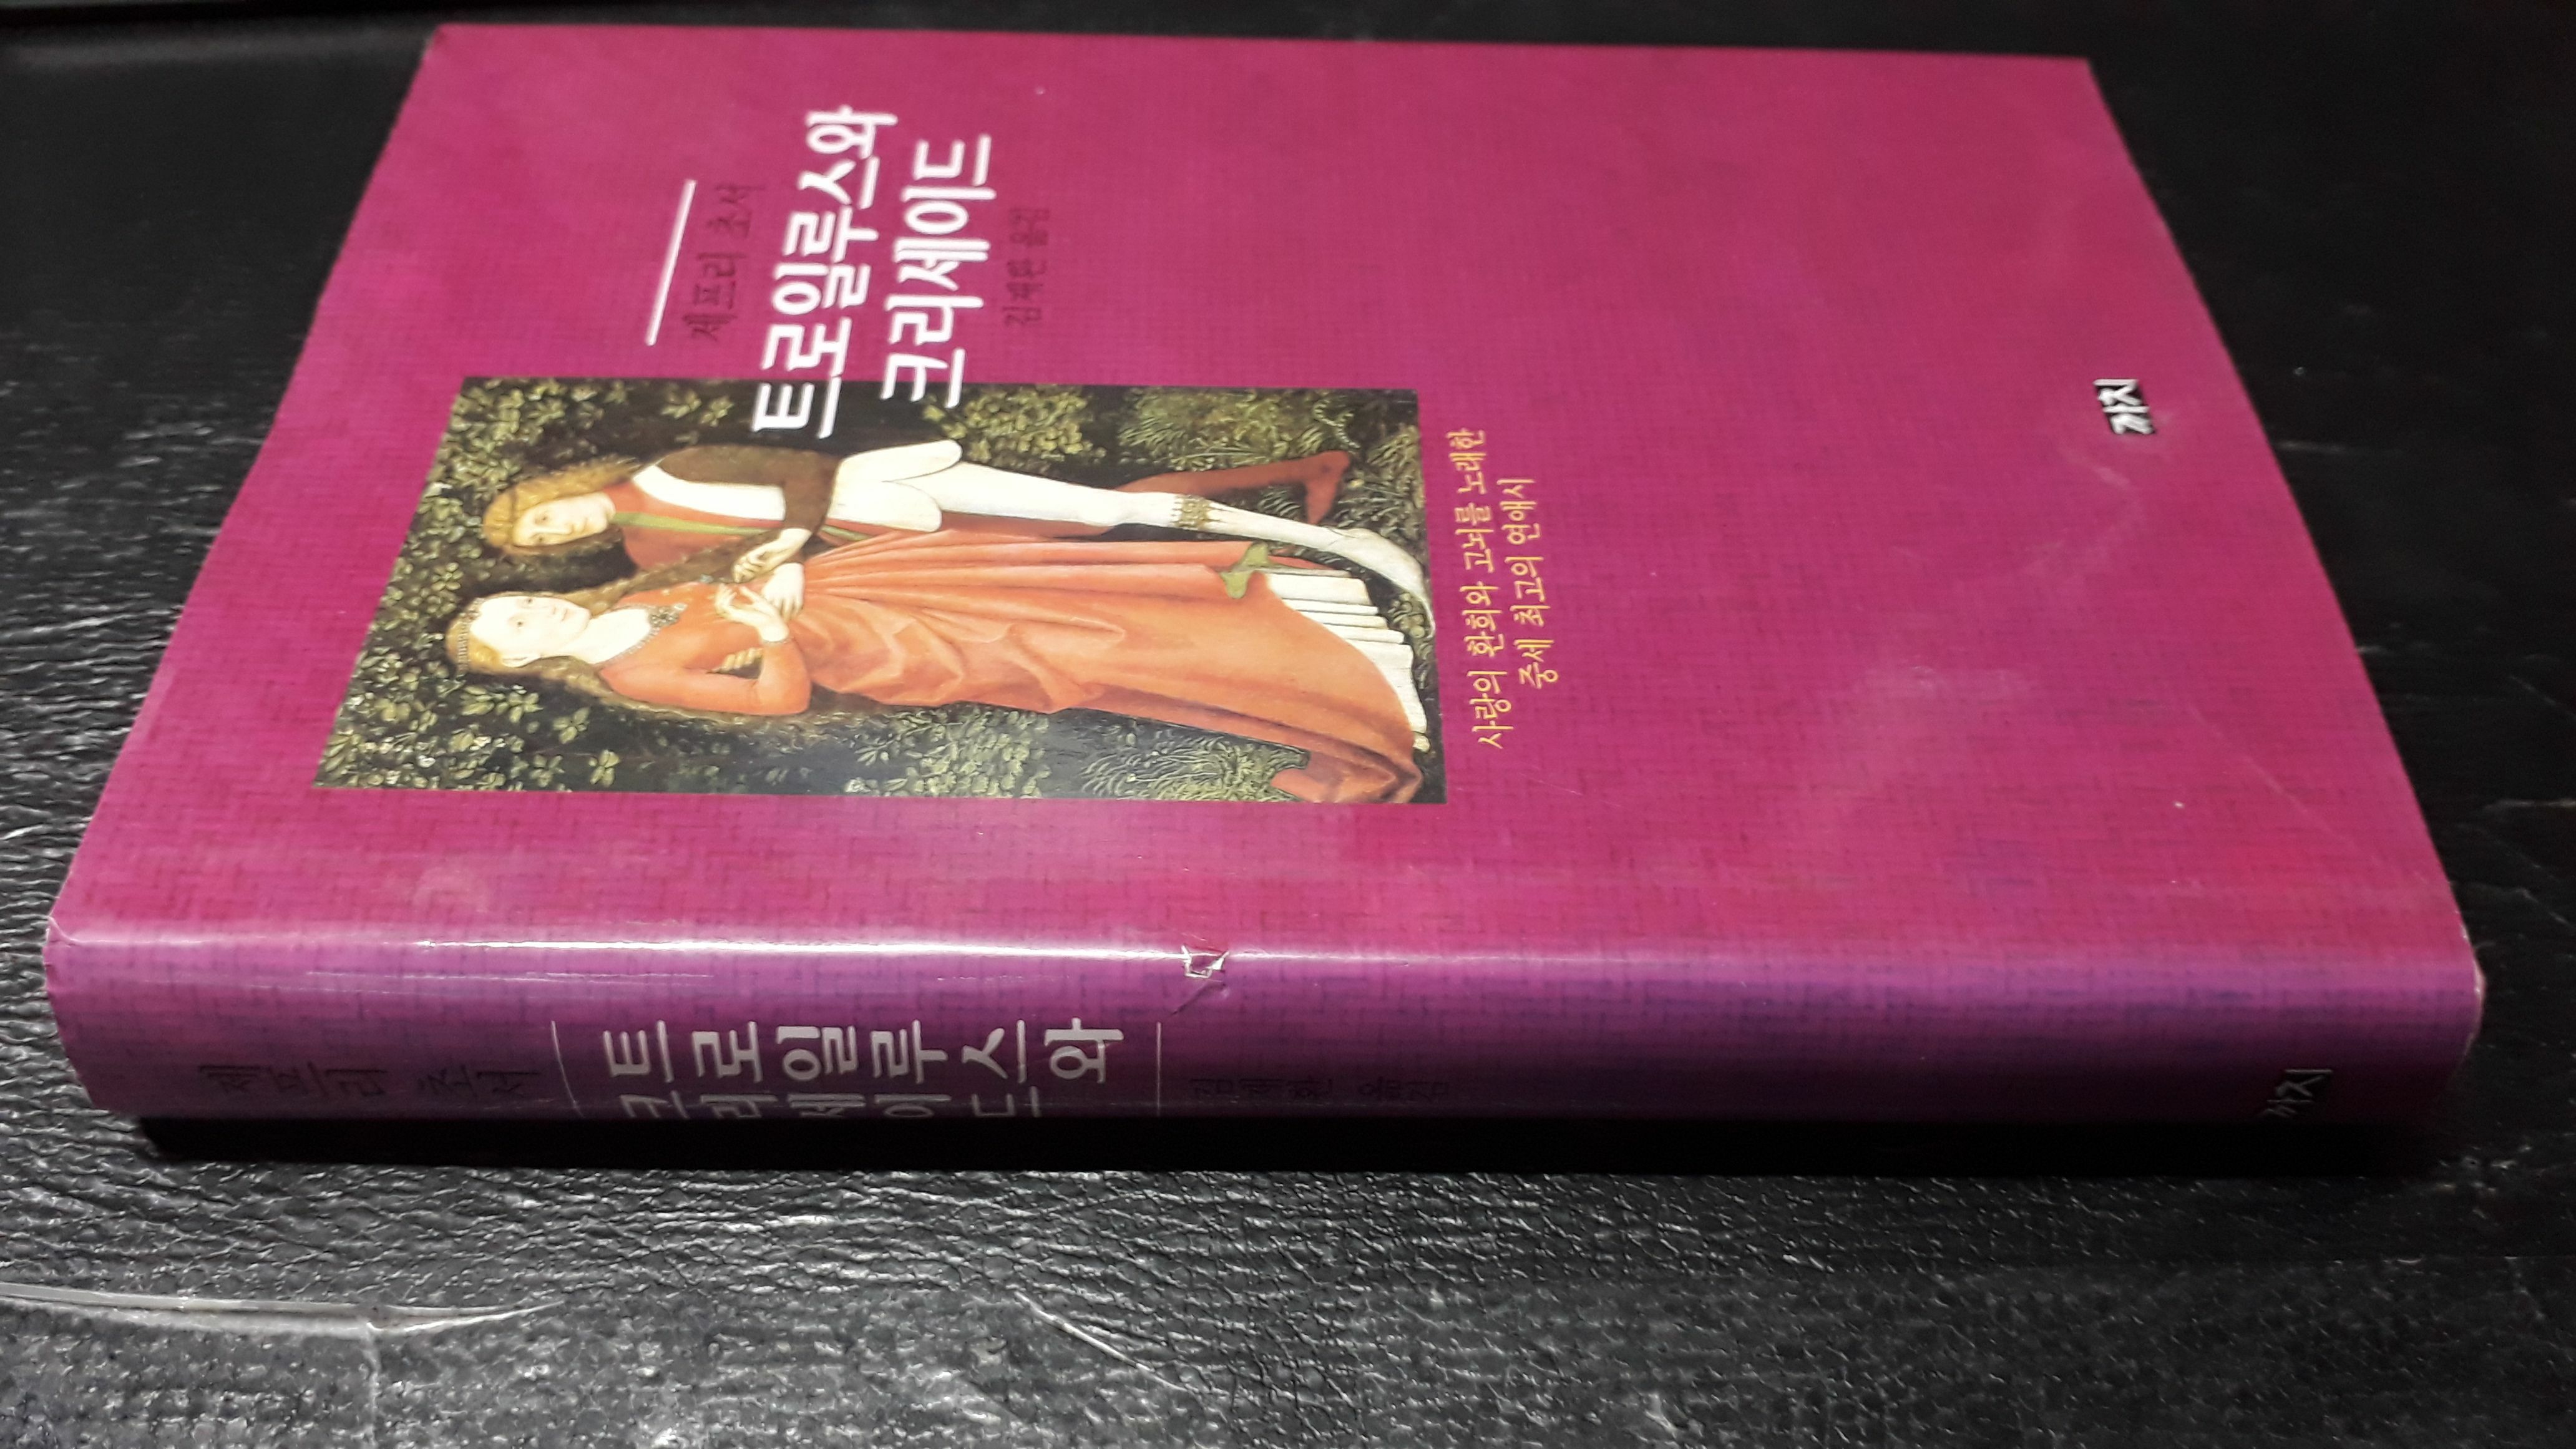 제프리 초서
트로일루스와
크리세이드
김재환 옮김
사랑의 환희와 고뇌를 노래한
중세 최고의 연애시
까치
제프리 초서
트로일루스와
크리세이드
김재환 옮김
까치